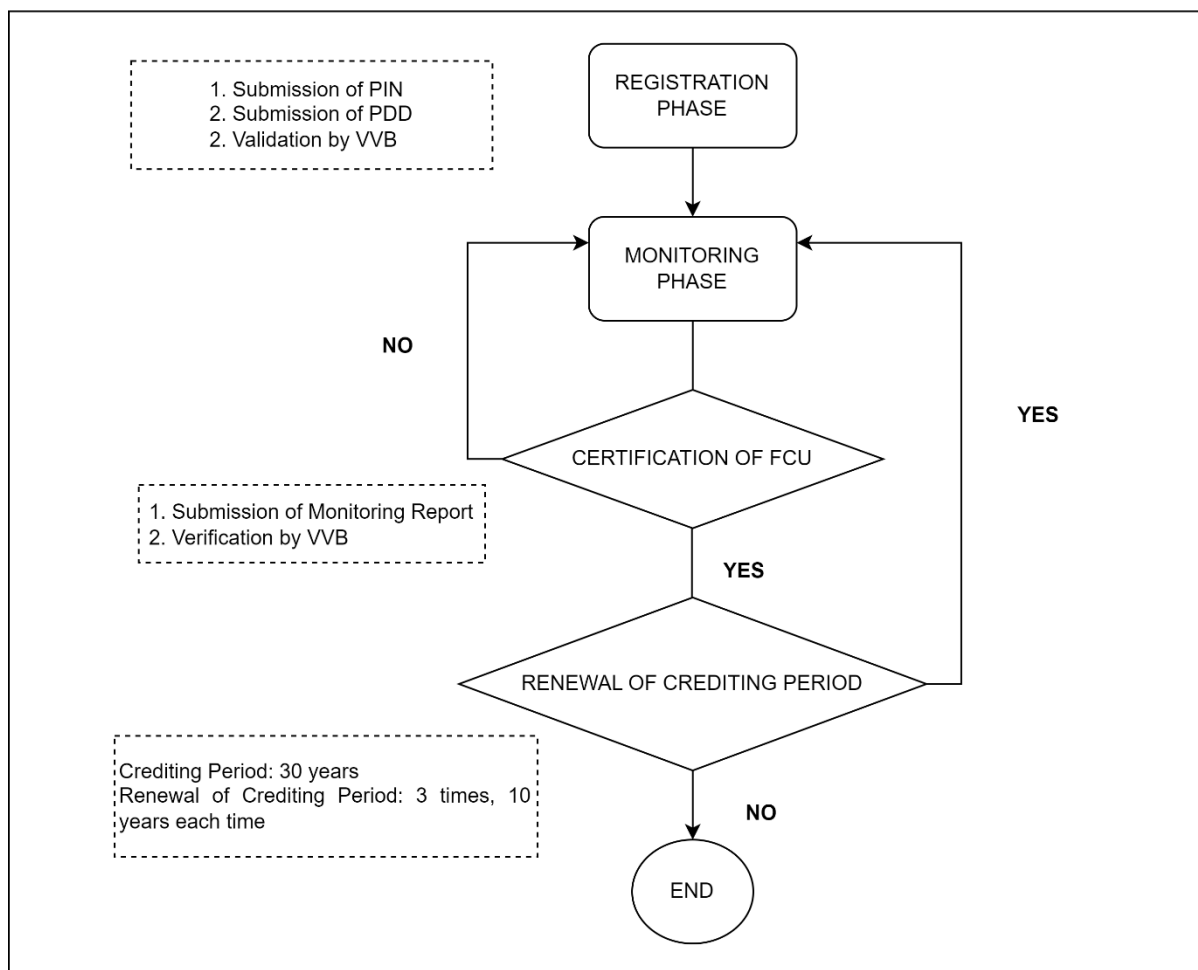 1. Submission of PIN
2. Submission of PDD
2. Validation by VVB
REGISTRATION
PHASE
MONITORING
PHASE
NO
YES
CERTIFICATION OF FCU
1. Submission of Monitoring Report
2. Verification by VVB
YES
RENEWAL OF CREDITING PERIOD
Crediting Period: 30 years
Renewal of Crediting Period: 3 times, 10
years each time
NO
END